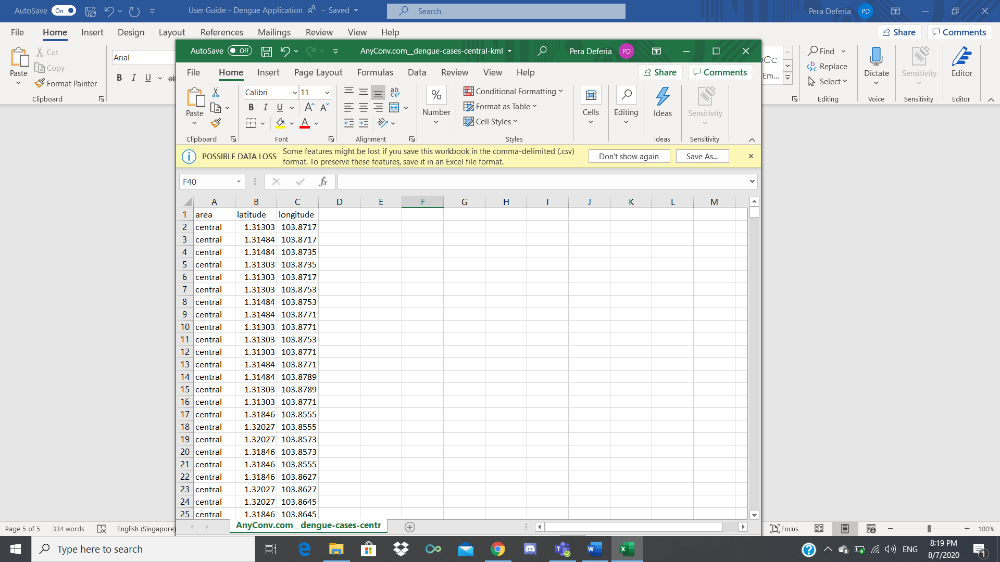 AutoSave On User Guide - Dengue Application - Saved Search Pera Deferia PD
File Home Insert Design Layout References Mailings Review View Help Share Comments
Paste Cut Copy Format Painter Clipboard
Arial
B I U ab
Em...
Find Replace Select Editing
Dictate Voice
Sensitivity Sensitivity
Editor Editor
AutoSave Off AnyConv.com__dengue-cases-central-kml Pera Deferia PD
File Home Insert Page Layout Formulas Data Review View Help Share Comments
Paste Clipboard
Calibri 11
B I U A A
A
Font
ab
Alignment
% Number
Conditional Formatting
Format as Table
Cell Styles
Styles
Cells
Editing
Ideas Ideas
Sensitivity Sensitivity
POSSIBLE DATA LOSS Some features might be lost if you save this workbook in the comma-delimited (.csv)
format. To preserve these features, save it in an Excel file format. Don't show again Save As...
F40 fx
A B C D E F G H I J K L M
1 area latitude longitude
2 central 1.31303 103.8717
3 central 1.31484 103.8717
4 central 1.31484 103.8735
5 central 1.31303 103.8735
6 central 1.31303 103.8717
7 central 1.31303 103.8753
8 central 1.31484 103.8753
9 central 1.31484 103.8771
10 central 1.31303 103.8771
11 central 1.31303 103.8753
12 central 1.31303 103.8771
13 central 1.31484 103.8771
14 central 1.31484 103.8789
15 central 1.31303 103.8789
16 central 1.31303 103.8771
17 central 1.31846 103.8555
18 central 1.32027 103.8555
19 central 1.32027 103.8573
20 central 1.31846 103.8573
21 central 1.31846 103.8555
22 central 1.31846 103.8627
23 central 1.32027 103.8627
24 central 1.32027 103.8645
25 central 1.31846 103.8645
AnyConv.com__dengue-cases-centr
Page 5 of 5 334 words English (Singapore) Focus 100%
Type here to search ENG 8:19 PM
8/7/2020 1